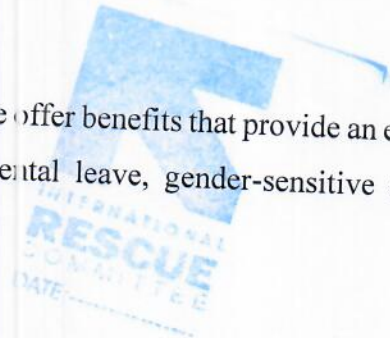 offer benefits that provide an
ental leave, gender-sensitive
INTERNATIONAL
RESCUE
COMMITTEE
DATE: